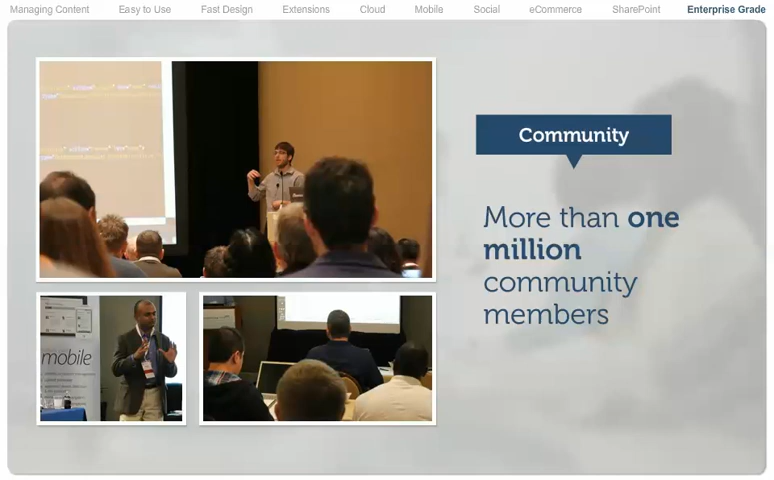 Managing Content Easy to Use Fast Design Extensions Cloud Mobile Social eCommerce SharePoint Enterprise Grade
Community
More than one
million
community
members
mobile